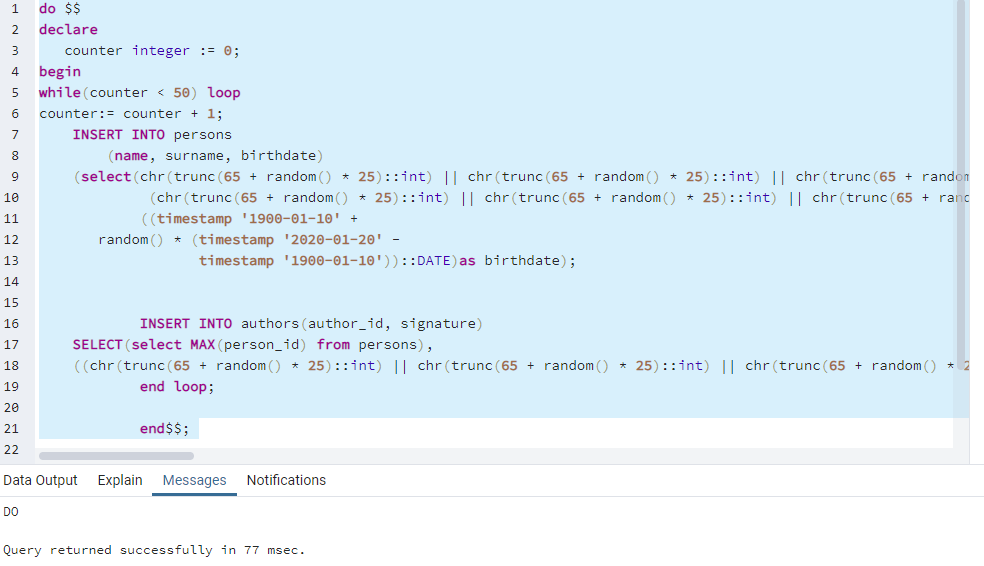 1 do $$
2 declare
3 counter integer := 0;
4 begin
5 while(counter < 50) loop
6 counter:= counter + 1;
7 INSERT INTO persons
8 (name, surname, birthdate)
9 (select(chr(trunc(65 + random() * 25)::int) || chr(trunc(65 + random() * 25)::int) || chr(trunc(65 + random
10 (chr(trunc(65 + random() * 25)::int) || chr(trunc(65 + random() * 25)::int) || chr(trunc(65 +
11 ((timestamp '1900-01-10' +
12 random() * (timestamp '2020-01-20' -
13 timestamp '1900-01-10'))::DATE)as birthdate);
14
15
16 INSERT INTO authors(author_id, signature)
17 SELECT(select MAX(person_id) from persons),
18 ((chr(trunc(65 + random() * 25)::int) || chr(trunc(65 + random() * 25)::int) || chr(trunc(65 + random() * 2
19 end loop;
20
21 end$$;
22
Data Output Explain Messages Notifications
DO
Query returned successfully in 77 msec.